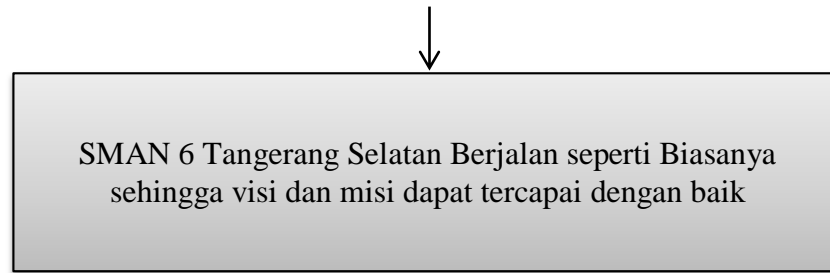 SMAN 6 Tangerang Selatan Berjalan seperti Biasanya
sehingga visi dan misi dapat tercapai dengan baik